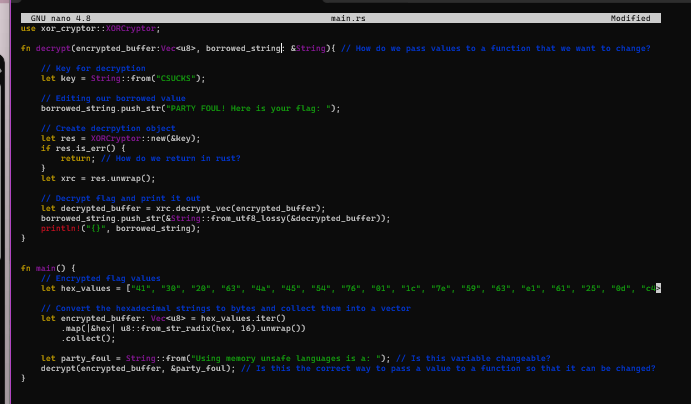 GNU nano 4.8 main.rs Modified
use xor_cryptor::XORCryptor;
fn decrypt(encrypted_buffer:Vec<u8>, borrowed_string: &String){ // How do we pass values to a function that we want to change?
// Key for decryption
let key = String::from("CSUCKS");
// Editing our borrowed value
borrowed_string.push_str("PARTY FOUL! Here is your flag: ");
// Create decrpytion object
let res = XORCryptor::new(&key);
if res.is_err() {
return; // How do we return in rust?
}
let xrc = res.unwrap();
// Decrypt flag and print it out
let decrypted_buffer = xrc.decrypt_vec(encrypted_buffer);
borrowed_string.push_str(&String::from_utf8_lossy(&decrypted_buffer));
println!("{}", borrowed_string);
}
fn main() {
// Encrypted flag values
let hex_values = ["41", "30", "20", "63", "4a", "45", "54", "76", "01", "1c", "7e", "59", "63", "e1", "61", "25", "0d", "c4>
// Convert the hexadecimal strings to bytes and collect them into a vector
let encrypted_buffer: Vec<u8> = hex_values.iter()
.map(|&hex| u8::from_str_radix(hex, 16).unwrap())
.collect();
let party_foul = String::from("Using memory unsafe languages is a: "); // Is this variable changeable?
decrypt(encrypted_buffer, &party_foul); // Is this the correct way to pass a value to a function so that it can be changed?
}